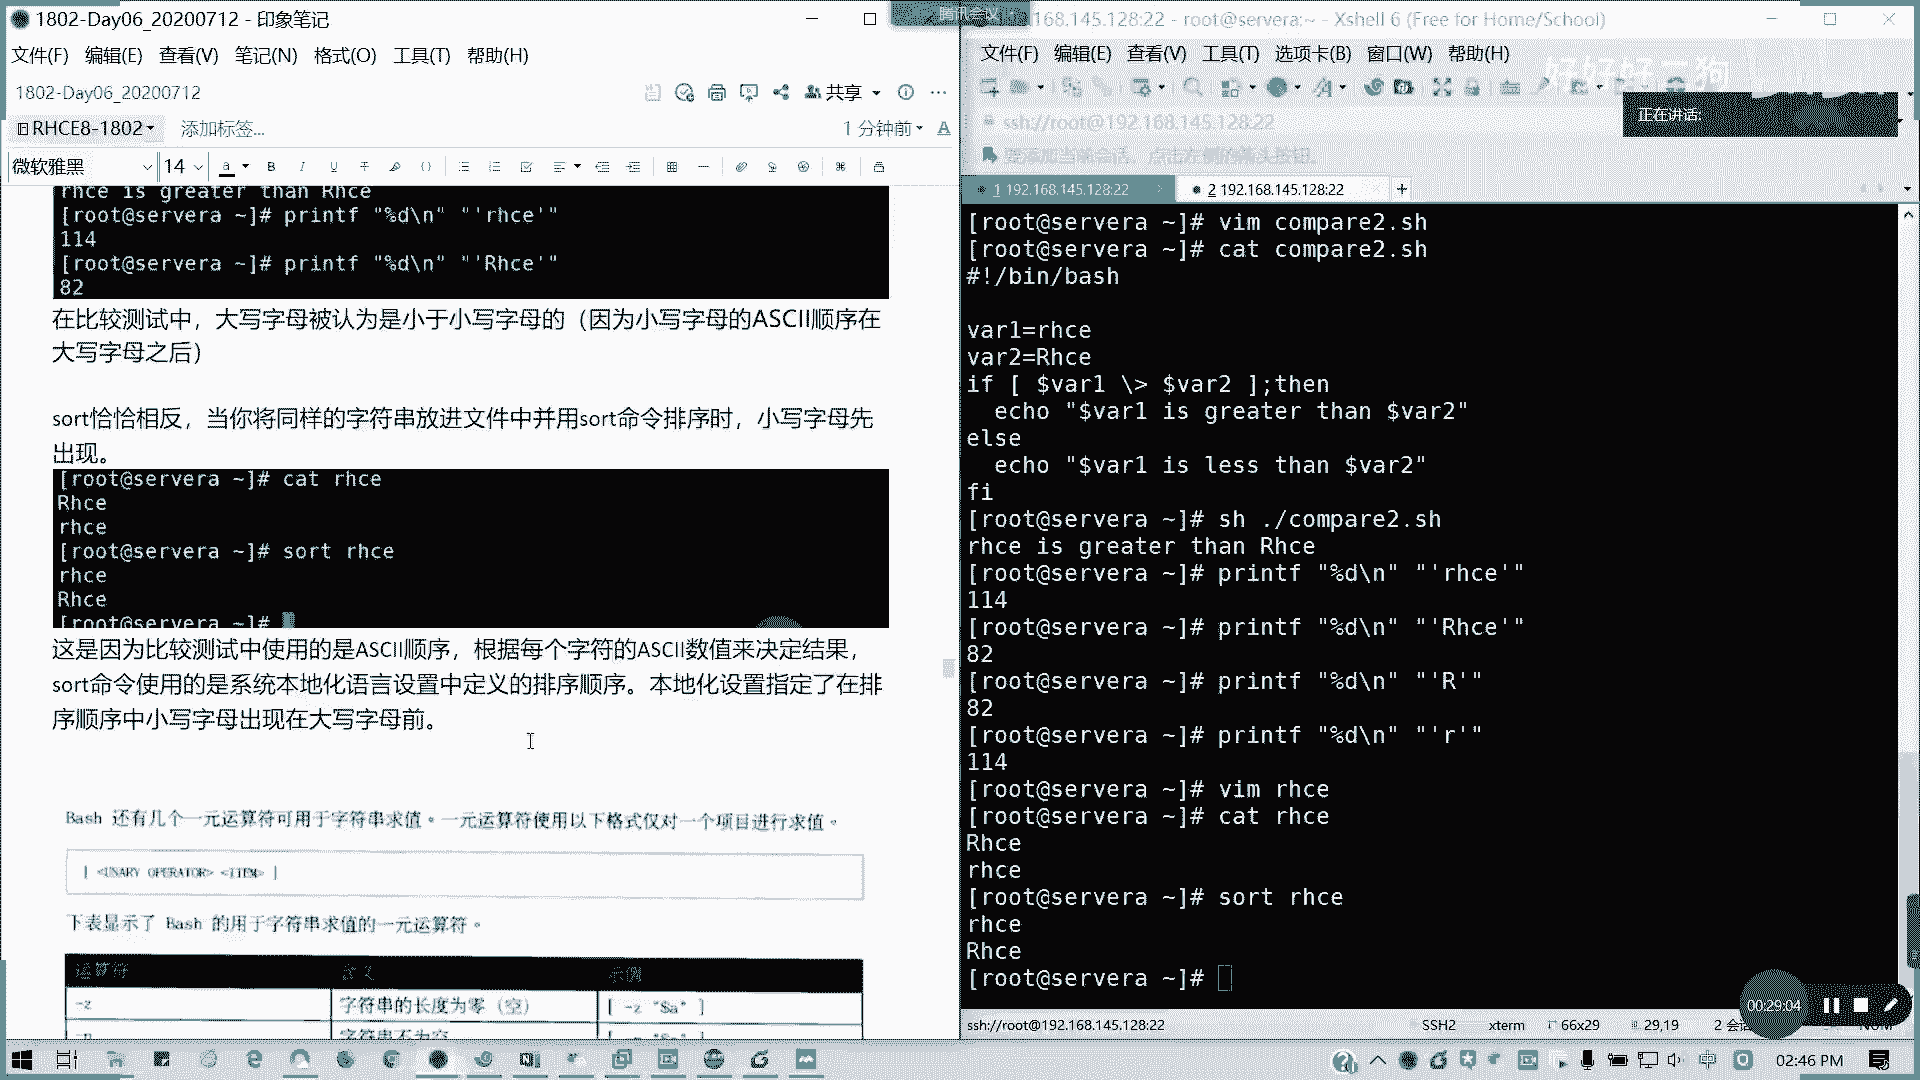 1802-Day06_20200712 - 印象笔记
文件(F) 编辑(E) 查看(V) 笔记(N) 格式(O) 工具(T) 帮助(H)
1802-Day06_20200712
共享
RHCE8-1802
添加标签...
1 分钟前
微软雅黑 14
rhce is greater than Rhce
[root@servera ~]# printf "%d\n" "'rhce'"
114
[root@servera ~]# printf "%d\n" "'Rhce'"
82
在比较测试中，大写字母被认为是小于小写字母的（因为小写字母的ASCII顺序在
大写字母之后）
sort恰恰相反，当你将同样的字符串放进文件中并用sort命令排序时，小写字母先
出现。
[root@servera ~]# cat rhce
Rhce
rhce
[root@servera ~]# sort rhce
rhce
Rhce
[root@servera ~]#
这是因为比较测试中使用的是ASCII顺序，根据每个字符的ASCII数值来决定结果，
sort命令使用的是系统本地化语言设置中定义的排序顺序。本地化设置指定了在排
序顺序中小写字母出现在大写字母前。
Bash 还有几个一元运算符可用于字符串求值。一元运算符使用以下格式仅对一个项目进行求值。
[ <UNARY OPERATOR> <ITEM> ]
下表显示了 Bash 的用于字符串求值的一元运算符。
运算符 含义 示例
-z 字符串的长度为零（空） [ -z "$a" ]
字符串不为空
腾讯会议
168.145.128:22 - root@servera:~ - Xshell 6 (Free for Home/School)
文件(F) 编辑(E) 查看(V) 工具(T) 选项卡(B) 窗口(W) 帮助(H)
好好好二狗
正在讲话:
ssh://root@192.168.145.128:22
要添加当前会话，点击左侧的箭头按钮。
1 192.168.145.128:22
2 192.168.145.128:22
[root@servera ~]# vim compare2.sh
[root@servera ~]# cat compare2.sh
#!/bin/bash
var1=rhce
var2=Rhce
if [ $var1 \> $var2 ];then
echo "$var1 is greater than $var2"
else
echo "$var1 is less than $var2"
fi
[root@servera ~]# sh ./compare2.sh
rhce is greater than Rhce
[root@servera ~]# printf "%d\n" "'rhce'"
114
[root@servera ~]# printf "%d\n" "'Rhce'"
82
[root@servera ~]# printf "%d\n" "'R'"
82
[root@servera ~]# printf "%d\n" "'r'"
114
[root@servera ~]# vim rhce
[root@servera ~]# cat rhce
Rhce
rhce
[root@servera ~]# sort rhce
rhce
Rhce
[root@servera ~]#
00:29:04
ssh://root@192.168.145.128:22 SSH2 xterm 66x29 29,19 2 会 NUM
02:46 PM